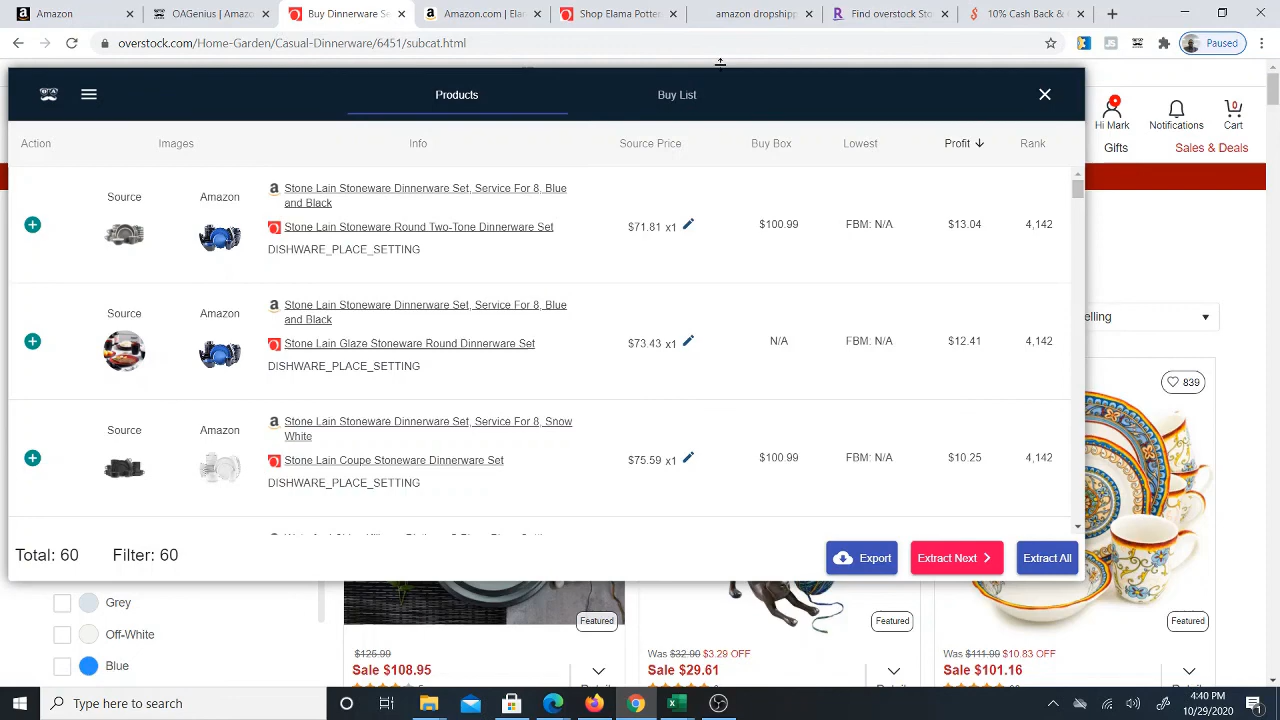 Amazon
OAGenius | Amazon
Buy Dinnerware Se
Amazon.com | Ela
Shop Elama Potter
amazon dropshipp
Find overstock Sto
Cash Back &
overstock.com/Home-Garden/Casual-Dinnerware/6451/subcat.html
Paused
Products
Buy List
Hi Mark
Notifications
0
Cart
Gifts
Sales & Deals
Action
Images
Info
Source Price
Buy Box
Lowest
Profit
Rank
Source
Amazon
Stone Lain Stoneware Dinnerware Set, Service For 8, Blue
and Black
Stone Lain Stoneware Round Two-Tone Dinnerware Set
DISHWARE_PLACE_SETTING
$71.81 x1
$100.99
FBM: N/A
$13.04
4,142
Source
Amazon
Stone Lain Stoneware Dinnerware Set, Service For 8, Blue
and Black
Stone Lain Glaze Stoneware Round Dinnerware Set
DISHWARE_PLACE_SETTING
$73.43 x1
N/A
FBM: N/A
$12.41
4,142
elling
839
Source
Amazon
Stone Lain Stoneware Dinnerware Set, Service For 8, Snow
White
Stone Lain Coupe Stoneware Dinnerware Set
DISHWARE_PLACE_SETTING
$75.59 x1
$100.99
FBM: N/A
$10.25
4,142
Total: 60
Filter: 60
Export
Extract Next
Extract All
Grey
Off-White
Blue
Featured
Featured
Featured
$125.99
Sale $108.95
Was $32.90 $3.29 OFF
Sale $29.61
Was $111.99 $10.83 OFF
Sale $101.16
Type here to search
4:40 PM
10/29/2020